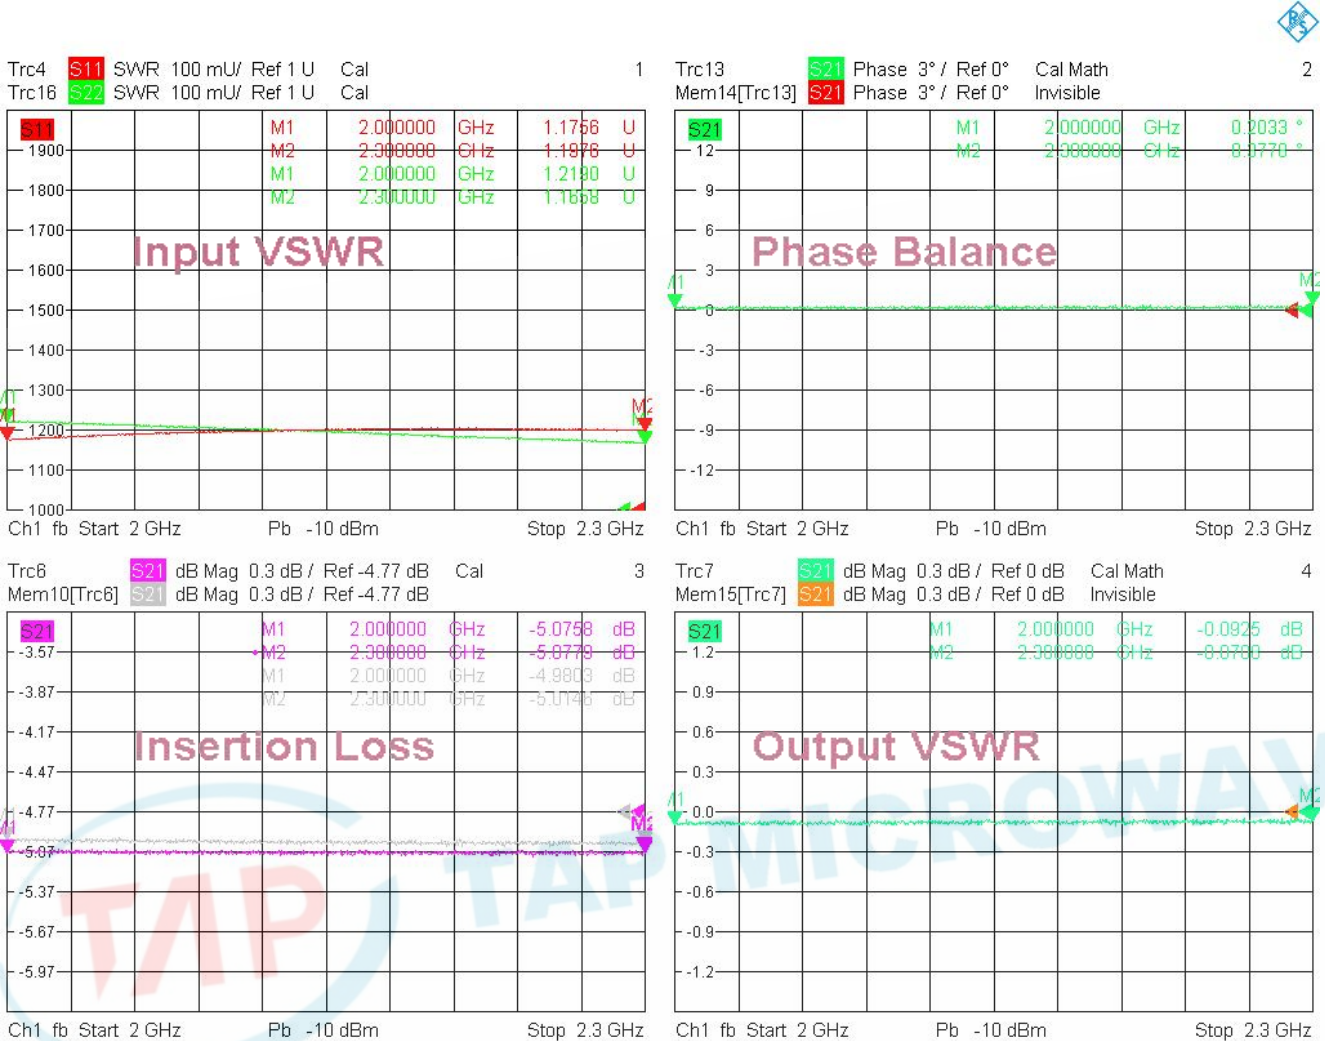 R&S
Trc4 S11 SWR 100 mU/ Ref 1 U Cal 1
Trc16 S22 SWR 100 mU/ Ref 1 U Cal
S11
M1 2.000000 GHz 1.1756 U
1900 M2 2.300000 GHz 1.1976 U
M1 2.000000 GHz 1.2190 U
1800 M2 2.300000 GHz 1.1658 U
1700
Input VSWR
1600
1500
1400
1300
M1
M2
1200
1100
1000
Ch1 fb Start 2 GHz Pb -10 dBm Stop 2.3 GHz
Trc13 S21 Phase 3° / Ref 0° Cal Math 2
Mem14[Trc13] S21 Phase 3° / Ref 0° Invisible
S21 M1 2.000000 GHz 0.2033 °
12 M2 2.300000 GHz
9
6
Phase Balance
3
M1 M2
0
-3
-6
-9
-12
Ch1 fb Start 2 GHz Pb -10 dBm Stop 2.3 GHz
Trc6 S21 dB Mag 0.3 dB / Ref -4.77 dB Cal 3
Mem10[Trc6] S21 dB Mag 0.3 dB / Ref -4.77 dB
S21 M1 2.000000 GHz -5.0758 dB
-3.57 •M2 2.300000 GHz -5.0779 dB
M1 2.000000 GHz -4.9803 dB
-3.87 M2 2.300000 GHz -5.0146 dB
-4.17
Insertion Loss
-4.47
-4.77
M1 M2
-5.07
-5.37
-5.67
-5.97
Ch1 fb Start 2 GHz Pb -10 dBm Stop 2.3 GHz
Trc7 S21 dB Mag 0.3 dB / Ref 0 dB Cal Math 4
Mem15[Trc7] S21 dB Mag 0.3 dB / Ref 0 dB Invisible
S21 M1 2.000000 GHz -0.0925 dB
1.2 M2 2.300000 GHz -0.0700 dB
0.9
0.6
Output VSWR
0.3
M1 M2
0.0
-0.3
-0.6
-0.9
-1.2
Ch1 fb Start 2 GHz Pb -10 dBm Stop 2.3 GHz
TAP TAP MICROWAV